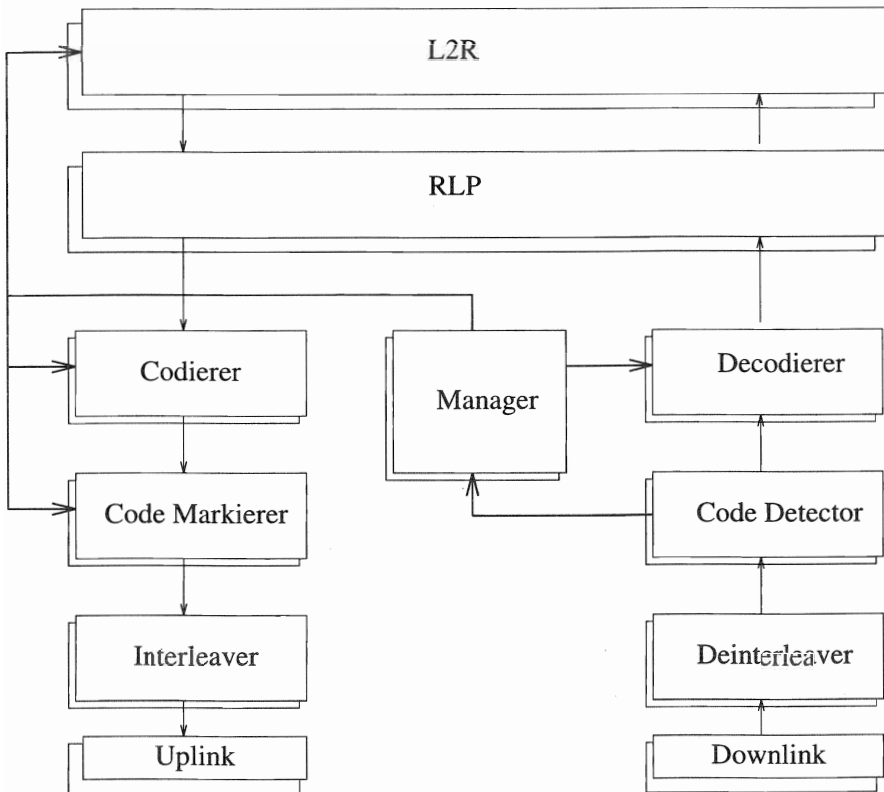 L2R
RLP
Codierer
Manager
Decodierer
Code Markierer
Code Detector
Interleaver
Deinterleaver
Uplink
Downlink